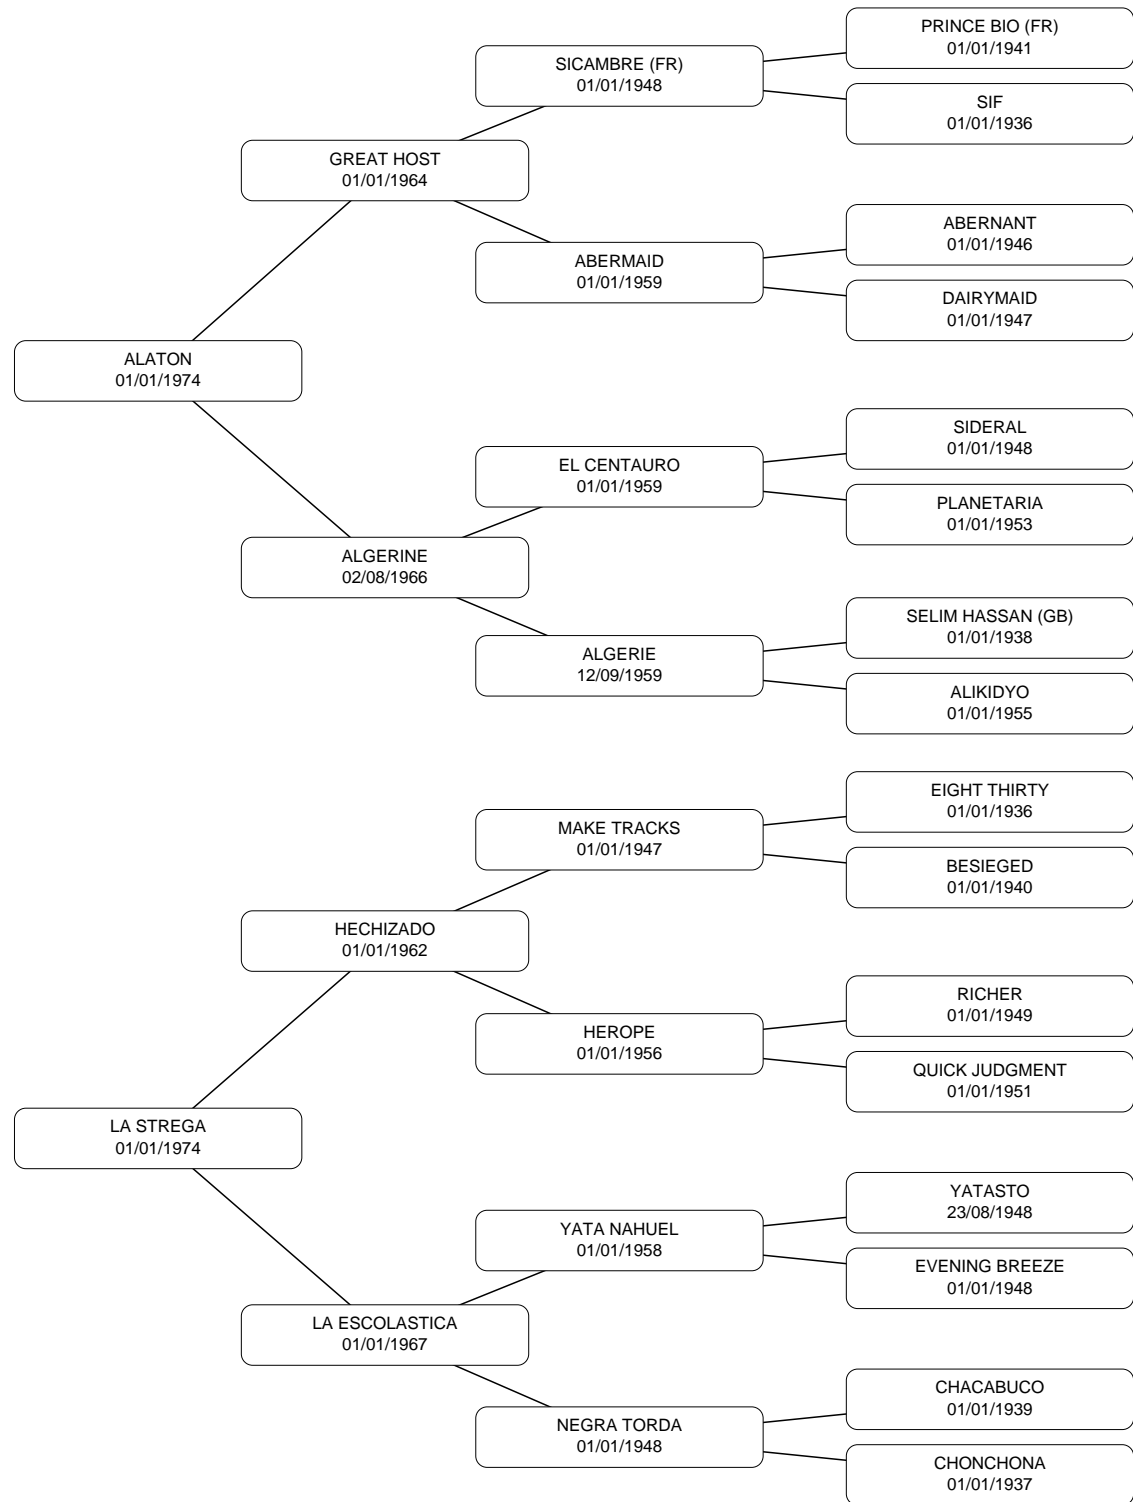 PRINCE BIO (FR)
01/01/1941
SICAMBRE (FR)
01/01/1948
SIF
01/01/1936
GREAT HOST
01/01/1964
ABERNANT
01/01/1946
ABERMAID
01/01/1959
DAIRYMAID
01/01/1947
ALATON
01/01/1974
SIDERAL
01/01/1948
EL CENTAURO
01/01/1959
PLANETARIA
01/01/1953
ALGERINE
02/08/1966
SELIM HASSAN (GB)
01/01/1938
ALGERIE
12/09/1959
ALIKIDYO
01/01/1955
EIGHT THIRTY
01/01/1936
MAKE TRACKS
01/01/1947
BESIEGED
01/01/1940
HECHIZADO
01/01/1962
RICHER
01/01/1949
HEROPE
01/01/1956
QUICK JUDGMENT
01/01/1951
LA STREGA
01/01/1974
YATASTO
23/08/1948
YATA NAHUEL
01/01/1958
EVENING BREEZE
01/01/1948
LA ESCOLASTICA
01/01/1967
CHACABUCO
01/01/1939
NEGRA TORDA
01/01/1948
CHONCHONA
01/01/1937